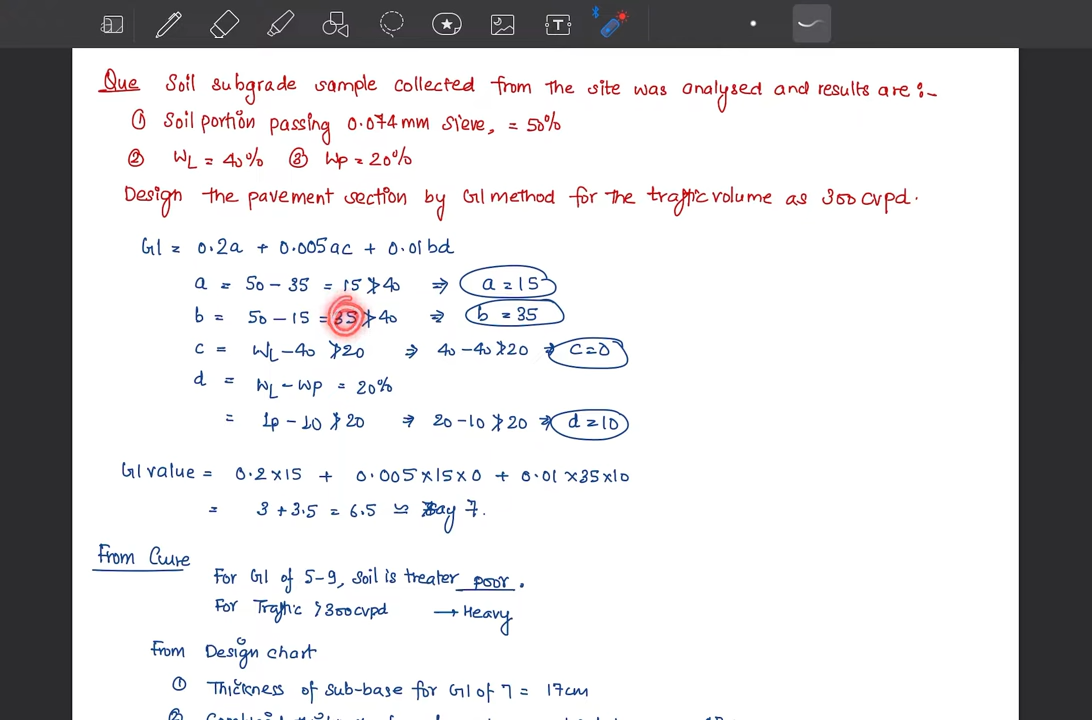 Que Soil subgrade sample collected from the site was analysed and results are :-
① Soil portion passing 0.074mm Sieve, = 50%
② WL = 40% ③ Wp = 20%
Design the pavement section by GI method for the traffic volume as 300 cvpd.
GI = 0.2a + 0.005ac + 0.01bd
a = 50 - 35 = 15 ≯ 40 ⇒ a = 15
b = 50 - 15 = 35 ≯ 40 ⇒ b = 35
c = WL - 40 ≯ 20 ⇒ 40 - 40 ≯ 20 ⇒ c = 0
d = WL - Wp = 20%
= Ip - 10 ≯ 20 ⇒ 20 - 10 ≯ 20 ⇒ d = 10
GI value = 0.2 × 15 + 0.005 × 15 × 0 + 0.01 × 35 × 10
= 3 + 3.5 = 6.5 ≃ say 7.
From Cuve
For GI of 5-9, Soil is treater poor.
For Traffic > 300 cvpd → Heavy
From Design chart
① Thickness of sub-base for GI of 7 = 17cm